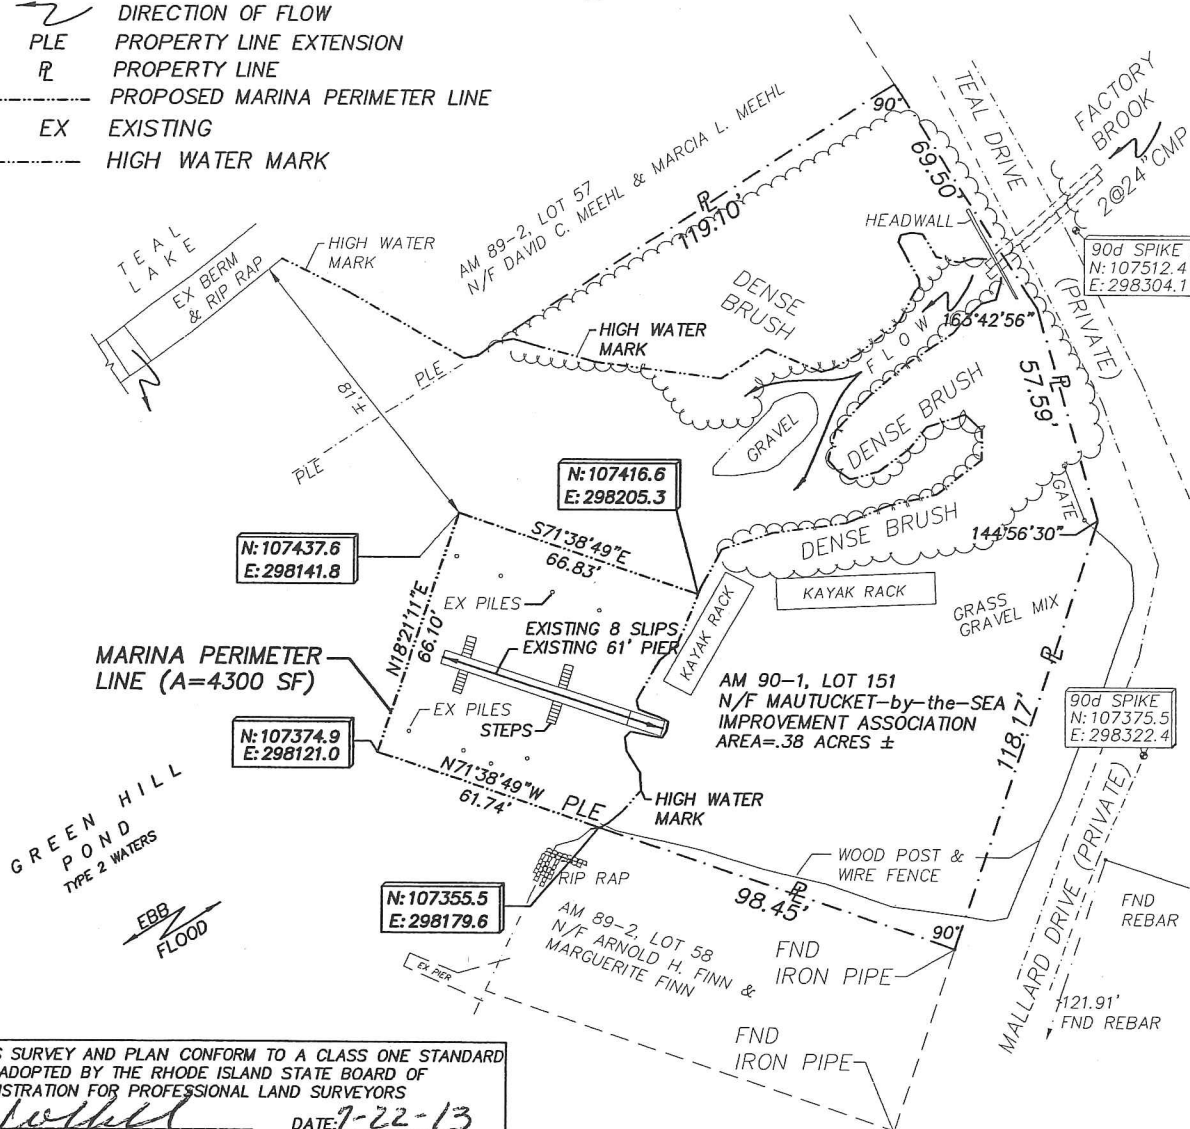 DIRECTION OF FLOW
PLE PROPERTY LINE EXTENSION
PL PROPERTY LINE
PROPOSED MARINA PERIMETER LINE
EX EXISTING
HIGH WATER MARK
TEAL
LAKE
EX BERM
& RIP RAP
HIGH WATER
MARK
AM 89-2, LOT 57
N/F DAVID C. MEEHL & MARCIA L. MEEHL
PL
119.10'
90°
69.50'
TEAL DRIVE
(PRIVATE)
FACTORY
BROOK
2@24" CMP
HEADWALL
90d SPIKE
N: 107512.4
E: 298304.1
DENSE
BRUSH
HIGH WATER
MARK
FLOW
163°42'56"
PL
57.59'
PLE
PLE
81'±
GRAVEL
DENSE BRUSH
DENSE BRUSH
GATE
144°56'30"
N: 107416.6
E: 298205.3
N: 107437.6
E: 298141.8
S71°38'49"E
66.83'
N18°21'11"E
66.10'
EX PILES
EXISTING 8 SLIPS
EXISTING 61' PIER
KAYAK RACK
KAYAK RACK
GRASS
GRAVEL MIX
MARINA PERIMETER
LINE (A=4300 SF)
EX PILES
STEPS
AM 90-1, LOT 151
N/F MAUTUCKET-by-the-SEA
IMPROVEMENT ASSOCIATION
AREA=.38 ACRES ±
PL
118.17'
90d SPIKE
N: 107375.5
E: 298322.4
N: 107374.9
E: 298121.0
N71°38'49"W
61.74'
PLE
HIGH WATER
MARK
GREEN HILL
POND
TYPE 2 WATERS
EBB
FLOOD
RIP RAP
WOOD POST &
WIRE FENCE
PL
98.45'
90°
N: 107355.5
E: 298179.6
AM 89-2, LOT 58
N/F ARNOLD H. FINN &
MARGUERITE FINN
EX PIER
FND
IRON PIPE
FND
IRON PIPE
MALLARD DRIVE (PRIVATE)
FND
REBAR
121.91'
FND REBAR
S SURVEY AND PLAN CONFORM TO A CLASS ONE STANDARD
ADOPTED BY THE RHODE ISLAND STATE BOARD OF
ISTRATION FOR PROFESSIONAL LAND SURVEYORS
DATE: 7-22-13